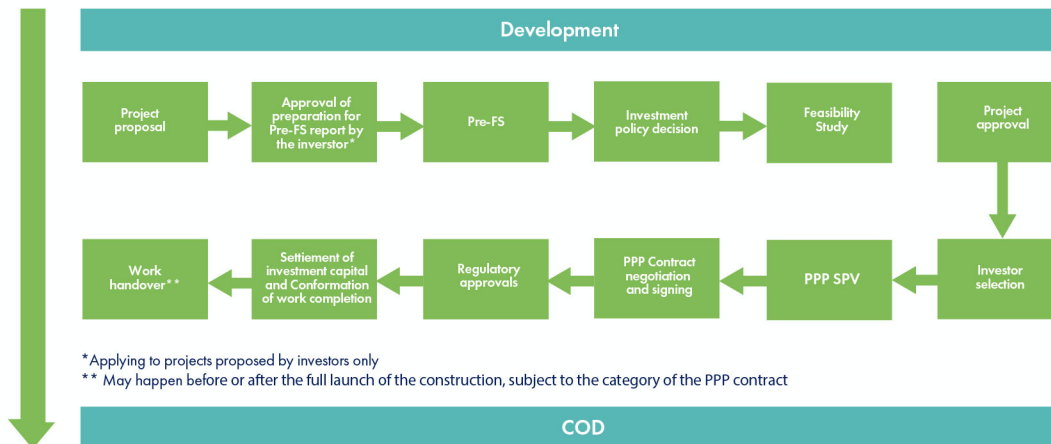 Development
Project
proposal
Approval of
preparation for
Pre-FS report by
the inverstor*
Pre-FS
Investment
policy decision
Feasibility
Study
Project
approval
Work
handover**
Settlement of
investment capital
and Conformation
of work completion
Regulatory
approvals
PPP Contract
negotiation
and signing
PPP SPV
Investor
selection
*Applying to projects proposed by investors only
** May happen before or after the full launch of the construction, subject to the category of the PPP contract
COD